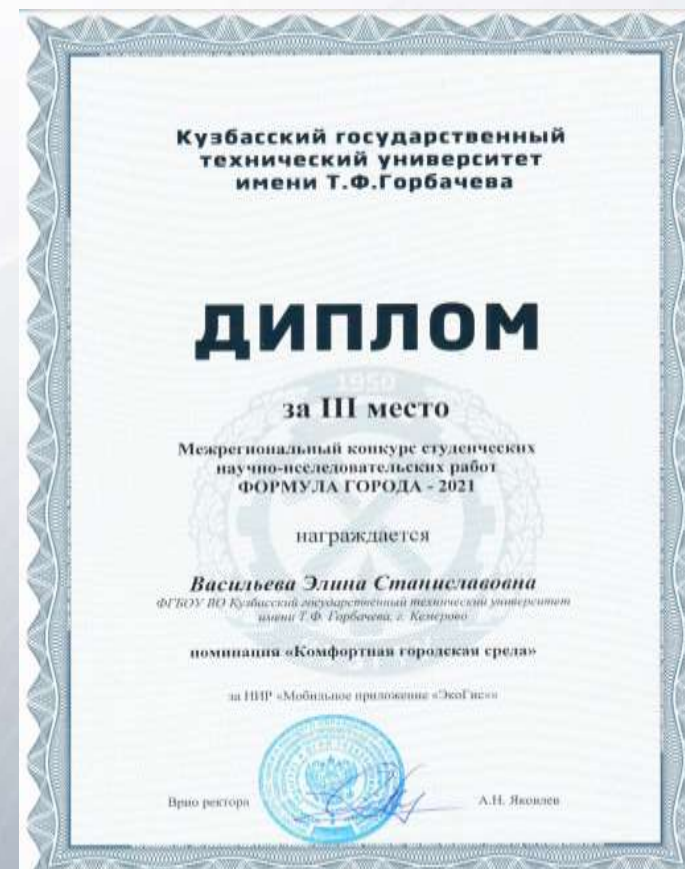 Кузбасский государственный
технический университет
имени Т.Ф.Горбачева
ДИПЛОМ
1950
за III место
Межрегиональный конкурс студенческих
научно-исследовательских работ
ФОРМУЛА ГОРОДА - 2021
награждается
Васильева Элина Станиславовна
ФГБОУ ВО Кузбасский государственный технический университет
имени Т.Ф. Горбачева, г. Кемерово
номинация «Комфортная городская среда»
за НИР «Мобильное приложение «ЭкоГис»»
Врио ректора
А.Н. Яковлев